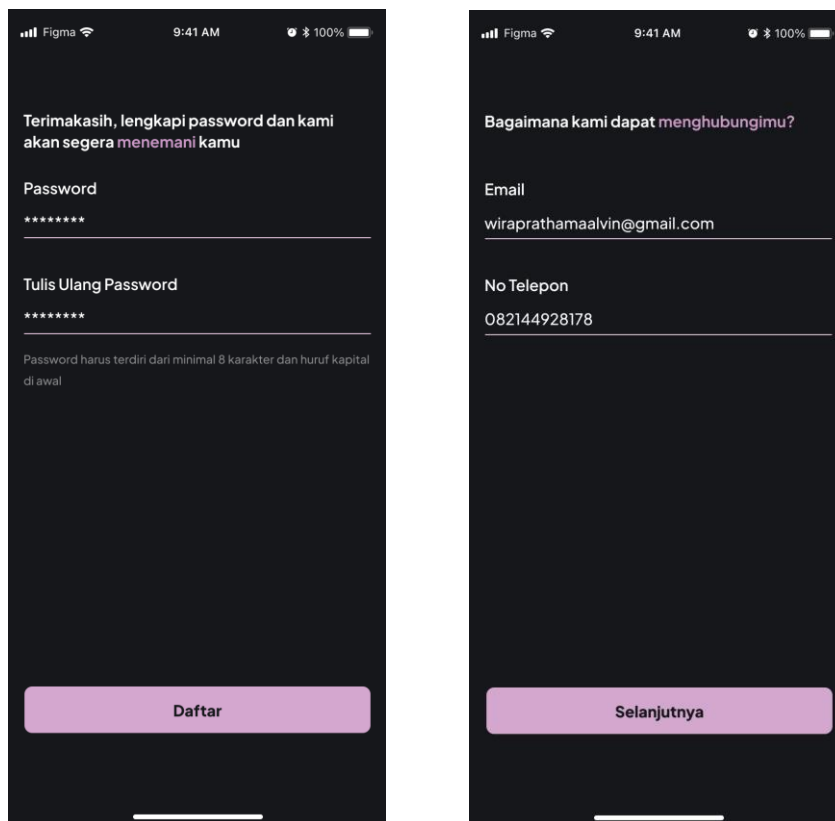 Figma 9:41 AM 100%
Terimakasih, lengkapi password dan kami
akan segera menemani kamu
Password
********
Tulis Ulang Password
********
Password harus terdiri dari minimal 8 karakter dan huruf kapital
di awal
Daftar
Figma 9:41 AM 100%
Bagaimana kami dapat menghubungimu?
Email
wiraprathamaalvin@gmail.com
No Telepon
082144928178
Selanjutnya